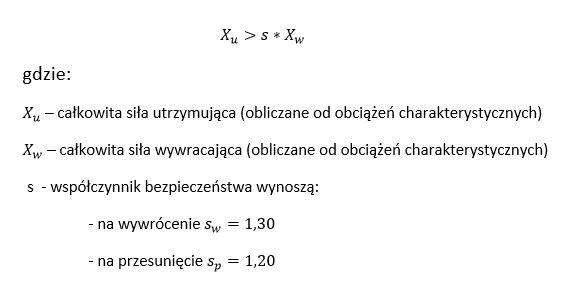 X_u > s * X_w
gdzie:
X_u – całkowita siła utrzymująca (obliczane od obciążeń charakterystycznych)
X_w – całkowita siła wywracająca (obliczane od obciążeń charakterystycznych)
s - współczynnik bezpieczeństwa wynoszą:
- na wywrócenie s_w = 1,30
- na przesunięcie s_p = 1,20